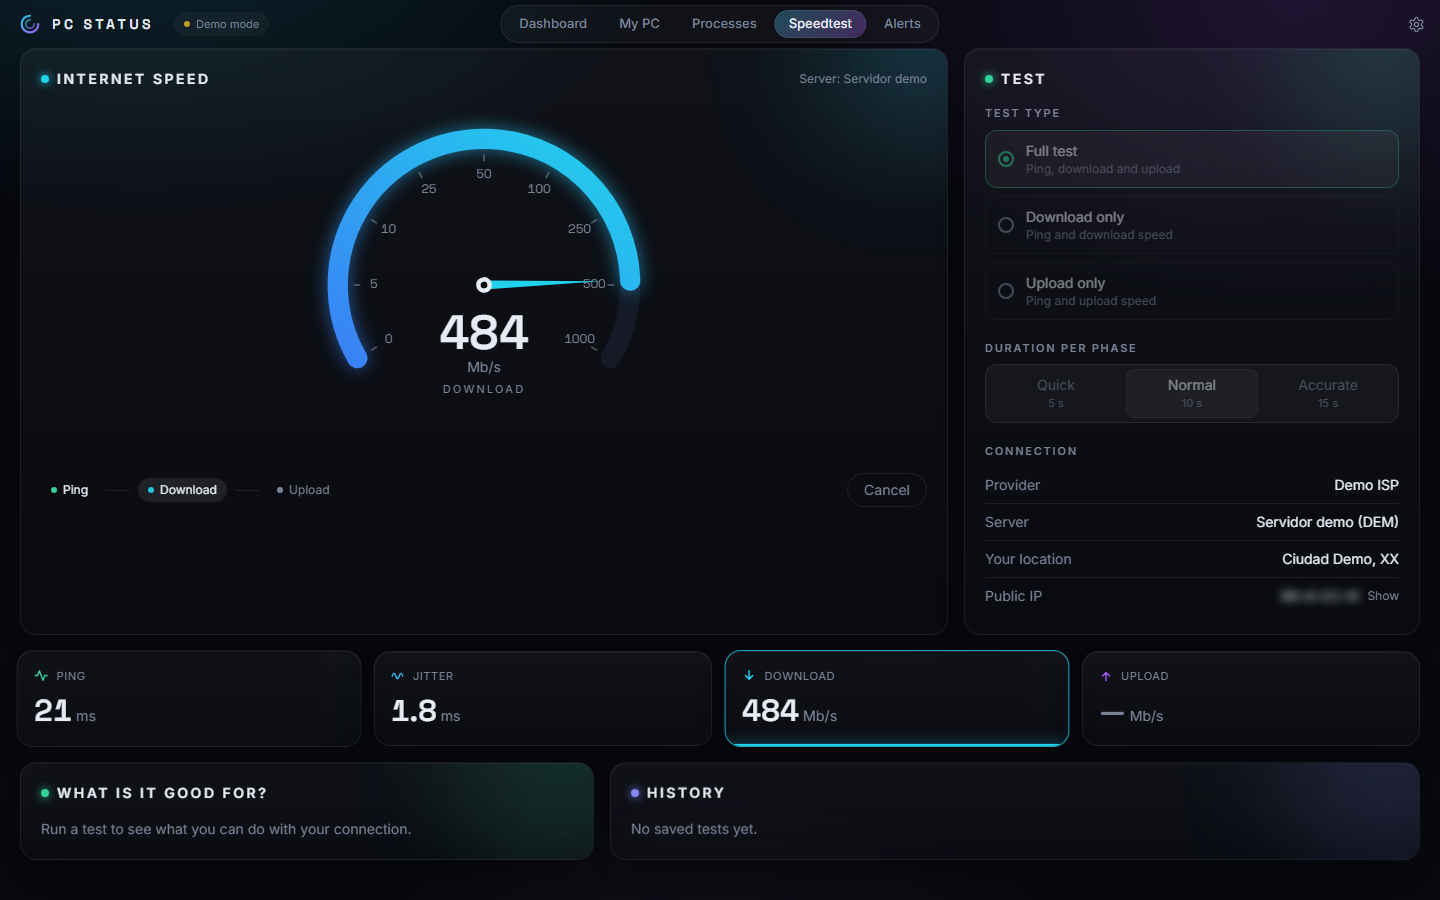 PC STATUS
Demo mode
Dashboard
My PC
Processes
Speedtest
Alerts
INTERNET SPEED
Server: Servidor demo
0
5
10
25
50
100
250
500
1000
484
Mb/s
DOWNLOAD
Ping
Download
Upload
Cancel
TEST
TEST TYPE
Full test
Ping, download and upload
Download only
Ping and download speed
Upload only
Ping and upload speed
DURATION PER PHASE
Quick
5 s
Normal
10 s
Accurate
15 s
CONNECTION
Provider Demo ISP
Server Servidor demo (DEM)
Your location Ciudad Demo, XX
Public IP Show
PING
21 ms
JITTER
1.8 ms
DOWNLOAD
484 Mb/s
UPLOAD
— Mb/s
WHAT IS IT GOOD FOR?
Run a test to see what you can do with your connection.
HISTORY
No saved tests yet.